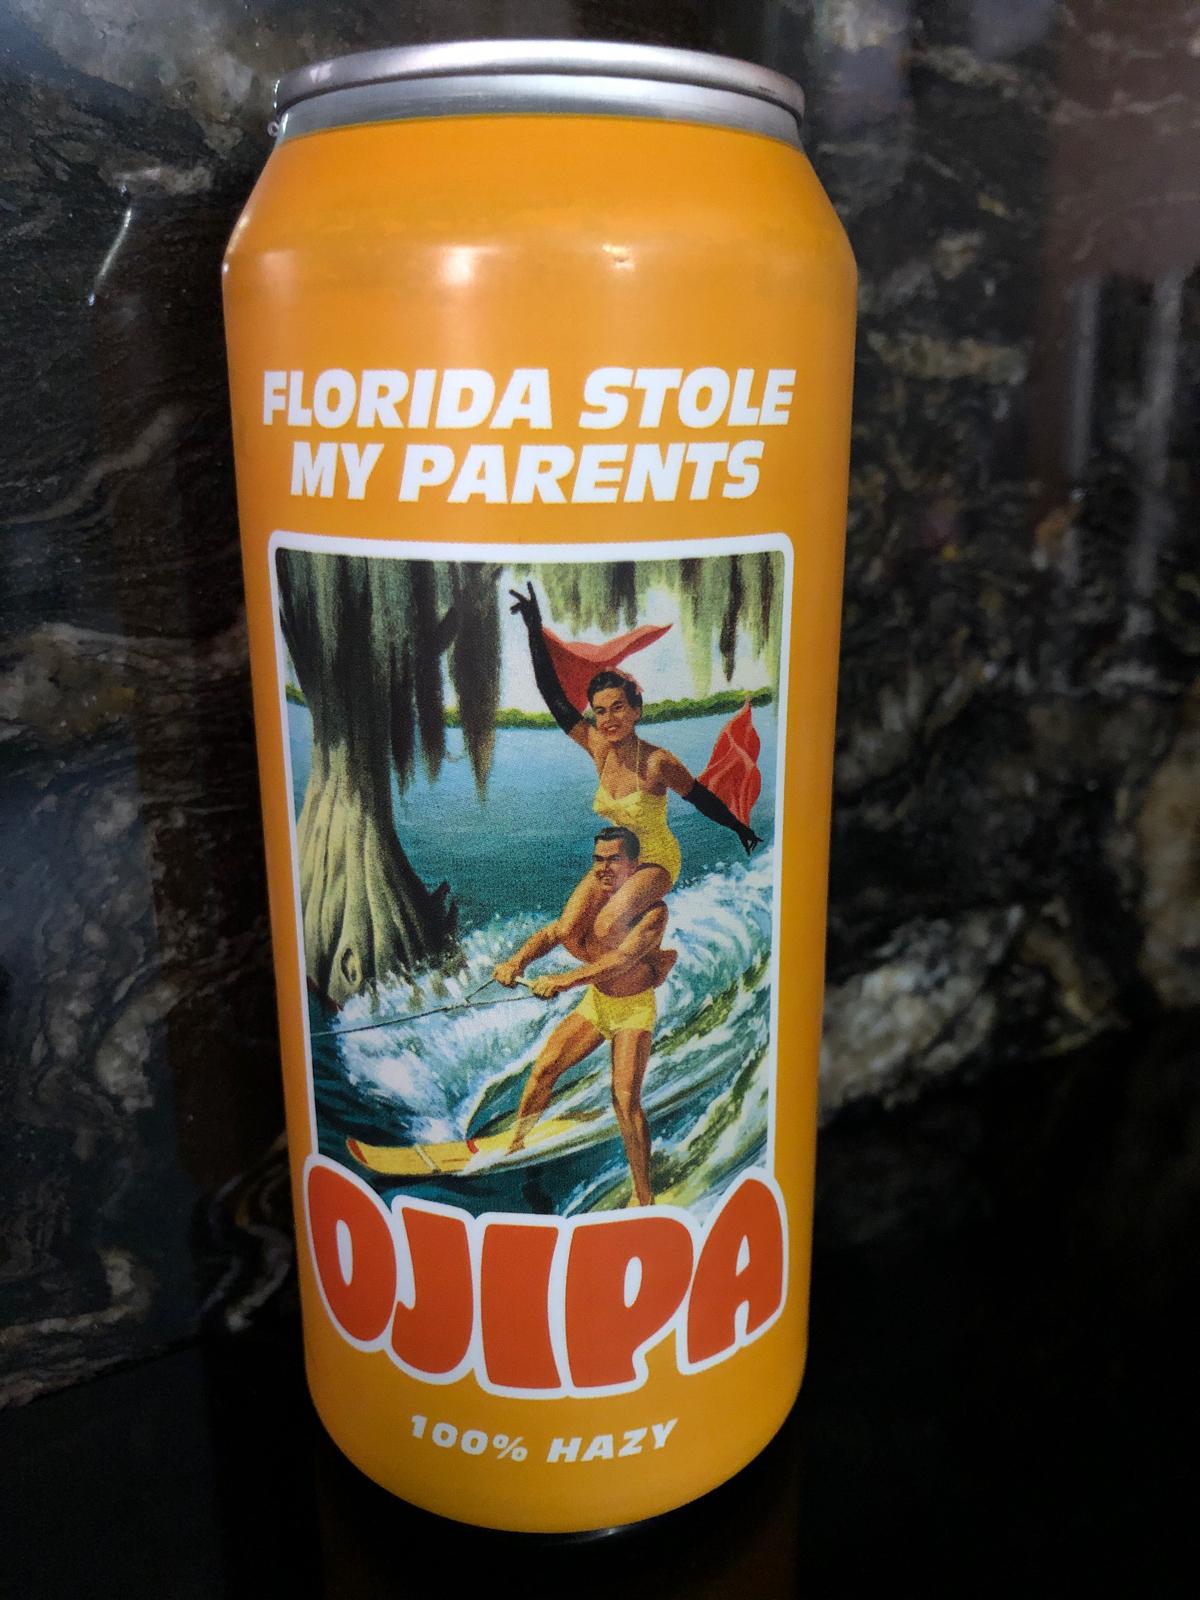 FLORIDA STOLE
MY PARENTS
OJIPA
100% HAZY